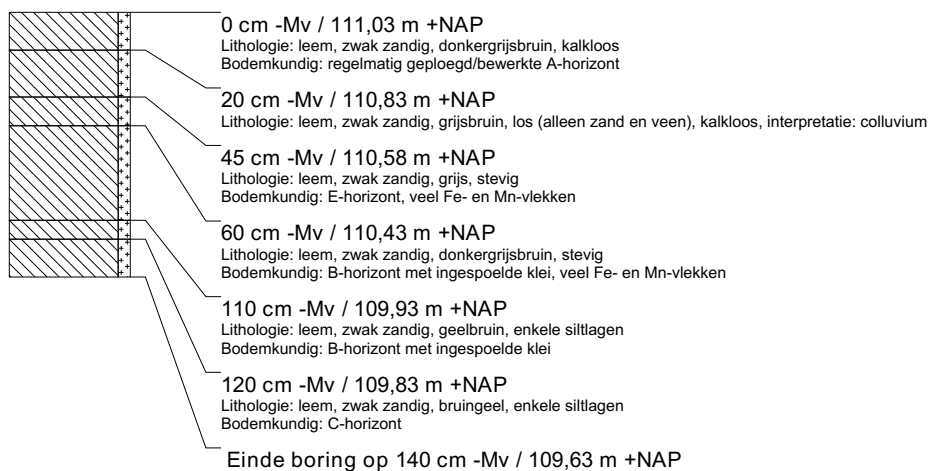 0 cm -Mv / 111,03 m +NAP
Lithologie: leem, zwak zandig, donkergrijsbruin, kalkloos
Bodemkundig: regelmatig geploegd/bewerkte A-horizont
20 cm -Mv / 110,83 m +NAP
Lithologie: leem, zwak zandig, grijsbruin, los (alleen zand en veen), kalkloos, interpretatie: colluvium
45 cm -Mv / 110,58 m +NAP
Lithologie: leem, zwak zandig, grijs, stevig
Bodemkundig: E-horizont, veel Fe- en Mn-vlekken
60 cm -Mv / 110,43 m +NAP
Lithologie: leem, zwak zandig, donkergrijsbruin, stevig
Bodemkundig: B-horizont met ingespoelde klei, veel Fe- en Mn-vlekken
110 cm -Mv / 109,93 m +NAP
Lithologie: leem, zwak zandig, geelbruin, enkele siltlagen
Bodemkundig: B-horizont met ingespoelde klei
120 cm -Mv / 109,83 m +NAP
Lithologie: leem, zwak zandig, bruingeel, enkele siltlagen
Bodemkundig: C-horizont
Einde boring op 140 cm -Mv / 109,63 m +NAP